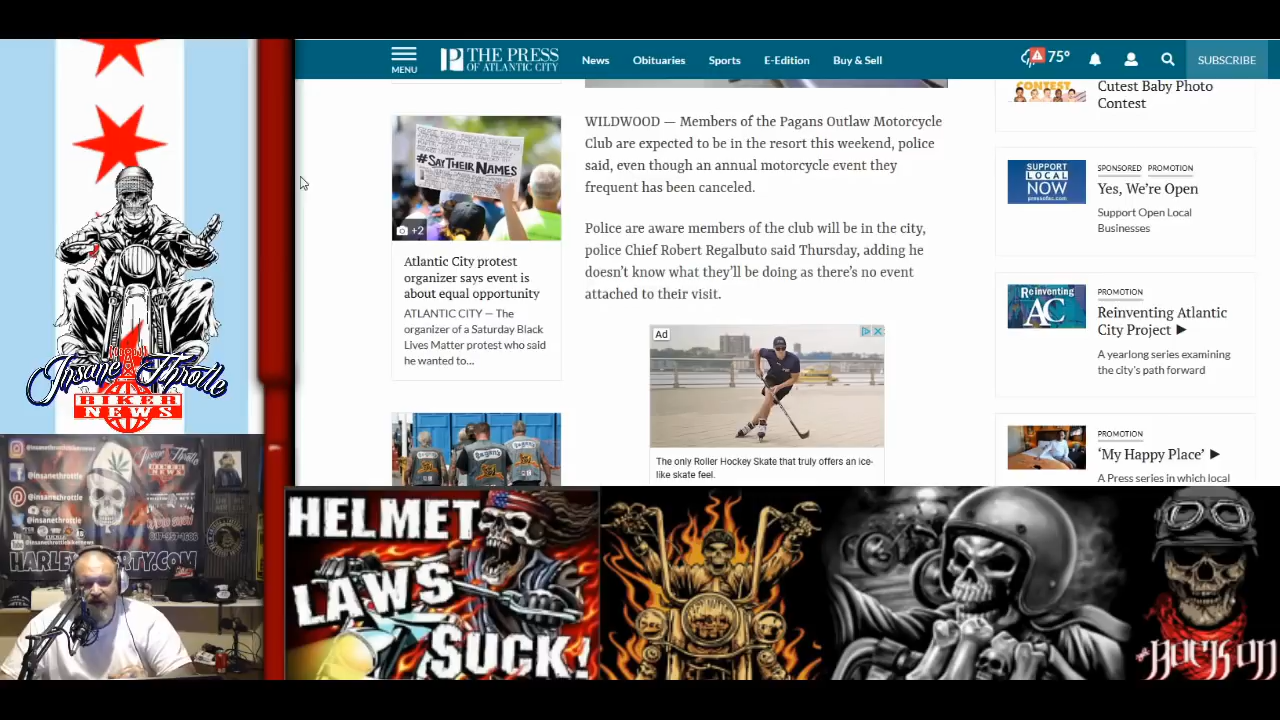 MENU
THE PRESS
OF ATLANTIC CITY
News
Obituaries
Sports
E-Edition
Buy & Sell
75°
SUBSCRIBE
#SAYTHEIRNAMES
+2
Atlantic City protest
organizer says event is
about equal opportunity
ATLANTIC CITY — The
organizer of a Saturday Black
Lives Matter protest who said
he wanted to...
WILDWOOD — Members of the Pagans Outlaw Motorcycle
Club are expected to be in the resort this weekend, police
said, even though an annual motorcycle event they
frequent has been canceled.
Police are aware members of the club will be in the city,
police Chief Robert Regalbuto said Thursday, adding he
doesn't know what they'll be doing as there's no event
attached to their visit.
Ad
The only Roller Hockey Skate that truly offers an ice-
like skate feel.
CONTEST
Cutest Baby Photo
Contest
SUPPORT
LOCAL
NOW
SPONSORED PROMOTION
Yes, We're Open
Support Open Local
Businesses
Reinventing
AC
PROMOTION
Reinventing Atlantic
City Project
A yearlong series examining
the city's path forward
PROMOTION
'My Happy Place'
A Press series in which local
Insane Throttle
BIKER
NEWS
@insanethrottlebikernews
@insanethrottle
@insanethrottle
@insanethrottle
@insanethrottlebikernews
HELMET
LAWS
SUCK!